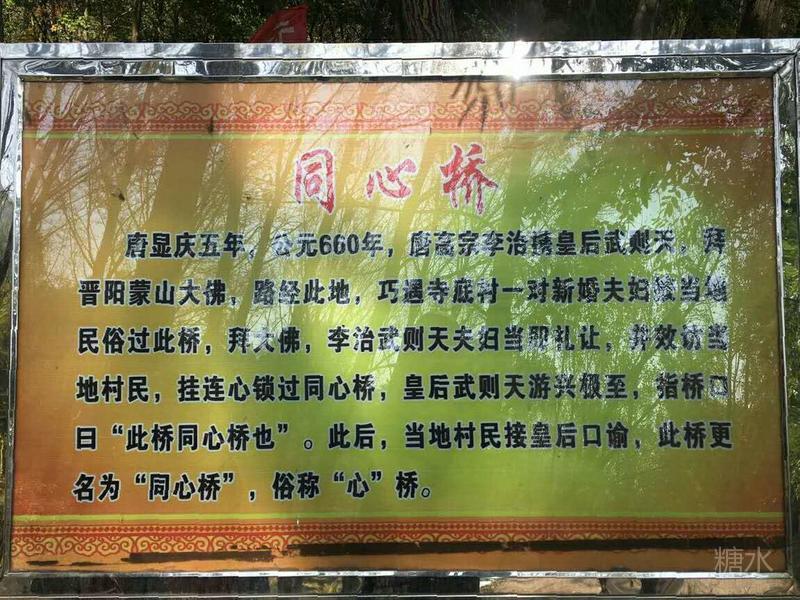 同心桥
唐显庆五年，公元660年，唐高宗李治携皇后武则天，拜
晋阳蒙山大佛，路经此地，巧遇寺底村一对新婚夫妇按当地
民俗过此桥，拜大佛，李治武则天夫妇当即礼让，并效访当
地村民，挂连心锁过同心桥，皇后武则天游兴极至，指桥口
曰“此桥同心桥也”。此后，当地村民接皇后口谕，此桥更
名为“同心桥”，俗称“心”桥。
糖水